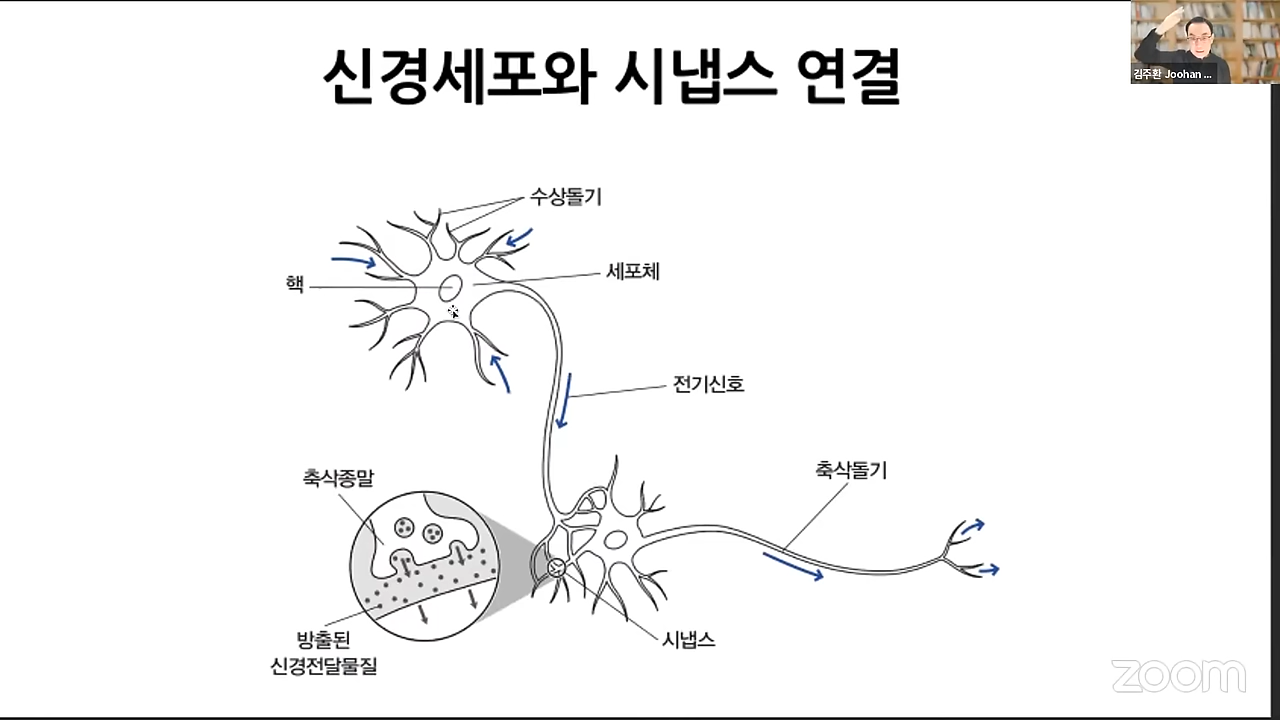 신경세포와 시냅스 연결
김주환 Joohan ...
수상돌기
핵
세포체
전기신호
축삭종말
축삭돌기
방출된
신경전달물질
시냅스
zoom